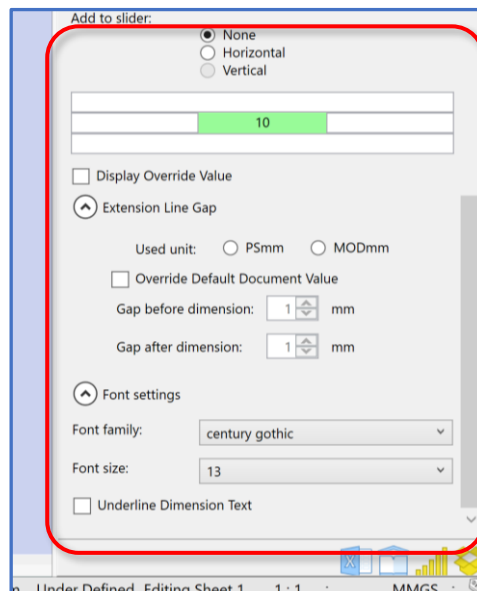 Add to slider:
None
Horizontal
Vertical
10
Display Override Value
Extension Line Gap
Used unit: PSmm MODmm
Override Default Document Value
Gap before dimension: 1 mm
Gap after dimension: 1 mm
Font settings
Font family: century gothic
Font size: 13
Underline Dimension Text
Under Defined Editing Sheet1 1 : 1 MMGS